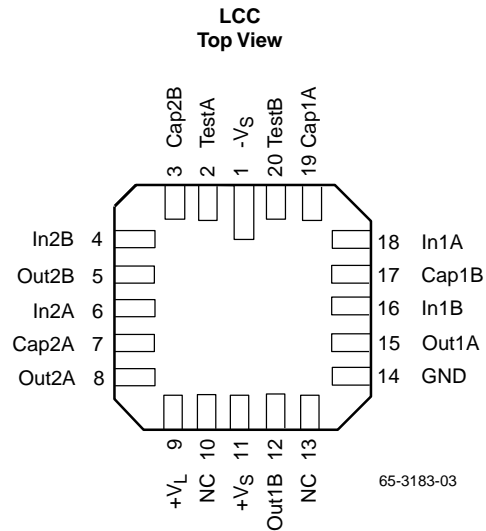 LCC
Top View
3 Cap2B
2 TestA
1 -VS
20 TestB
19 Cap1A
In2B 4
Out2B 5
In2A 6
Cap2A 7
Out2A 8
18 In1A
17 Cap1B
16 In1B
15 Out1A
14 GND
+VL 9
NC 10
+VS 11
Out1B 12
NC 13
65-3183-03